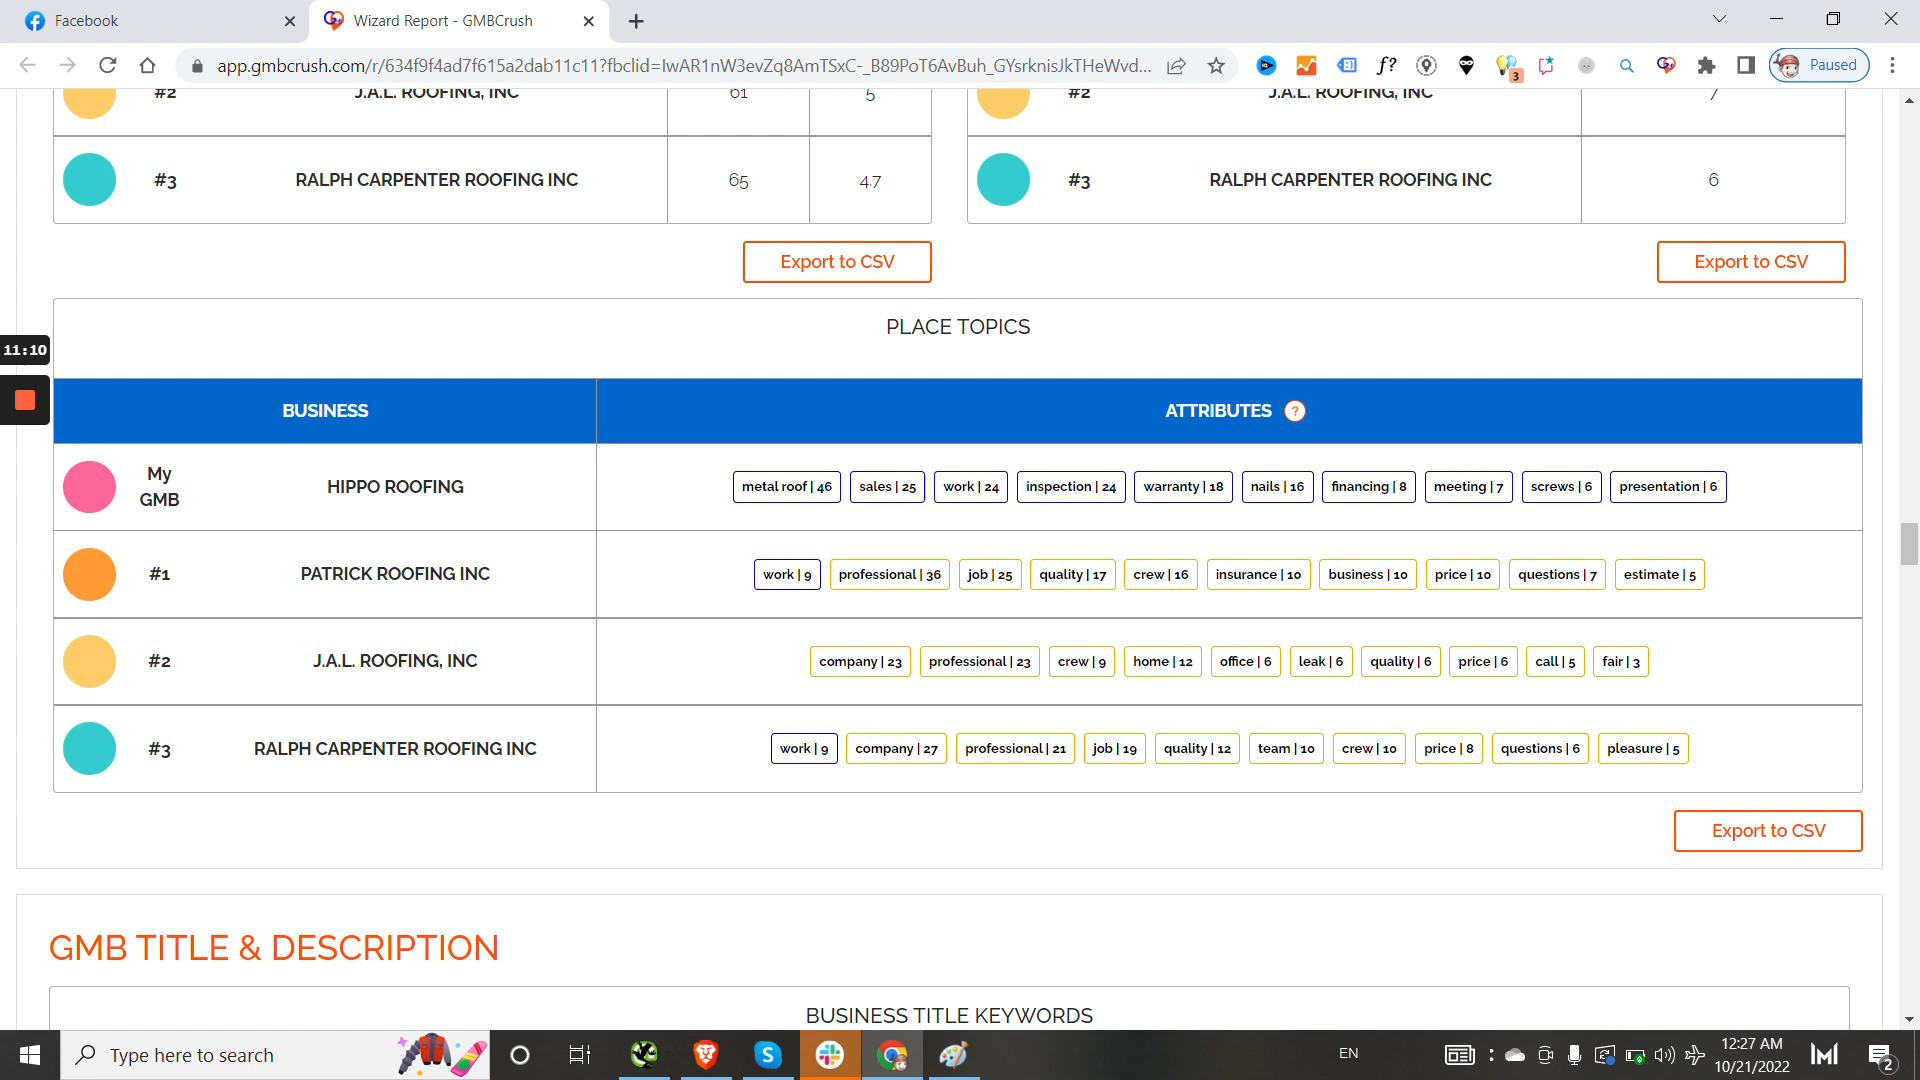 Facebook
Wizard Report - GMBCrush
app.gmbcrush.com/r/634f9f4ad7f615a2dab11c11?fbclid=IwAR1nW3evZq8AmTSxC-_B89PoT6AvBuh_GYsrknisJkTHeWvd...
f?
3
Paused
#2 J.A.L. ROOFING, INC 61 5
#3 RALPH CARPENTER ROOFING INC 65 4.7
Export to CSV
#2 J.A.L. ROOFING, INC 7
#3 RALPH CARPENTER ROOFING INC 6
Export to CSV
11:10
PLACE TOPICS
BUSINESS ATTRIBUTES ?
My GMB HIPPO ROOFING metal roof | 46 sales | 25 work | 24 inspection | 24 warranty | 18 nails | 16 financing | 8 meeting | 7 screws | 6 presentation | 6
#1 PATRICK ROOFING INC work | 9 professional | 36 job | 25 quality | 17 crew | 16 insurance | 10 business | 10 price | 10 questions | 7 estimate | 5
#2 J.A.L. ROOFING, INC company | 23 professional | 23 crew | 9 home | 12 office | 6 leak | 6 quality | 6 price | 6 call | 5 fair | 3
#3 RALPH CARPENTER ROOFING INC work | 9 company | 27 professional | 21 job | 19 quality | 12 team | 10 crew | 10 price | 8 questions | 6 pleasure | 5
Export to CSV
GMB TITLE & DESCRIPTION
BUSINESS TITLE KEYWORDS
Type here to search
EN
12:27 AM
10/21/2022
2